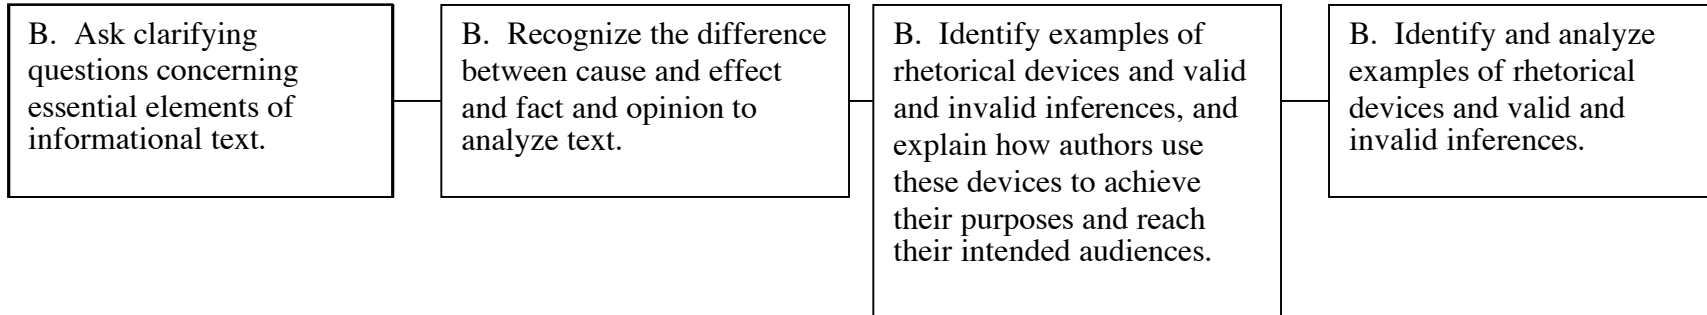 B. Ask clarifying
questions concerning
essential elements of
informational text.
B. Recognize the difference
between cause and effect
and fact and opinion to
analyze text.
B. Identify examples of
rhetorical devices and valid
and invalid inferences, and
explain how authors use
these devices to achieve
their purposes and reach
their intended audiences.
B. Identify and analyze
examples of rhetorical
devices and valid and
invalid inferences.